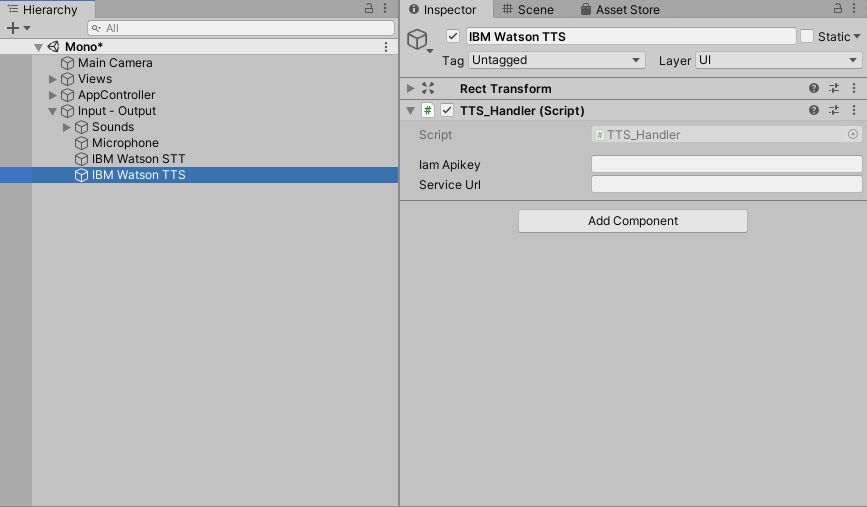 Hierarchy
All
Mono*
Main Camera
Views
AppController
Input - Output
Sounds
Microphone
IBM Watson STT
IBM Watson TTS
Inspector
Scene
Asset Store
IBM Watson TTS
Static
Tag Untagged Layer UI
Rect Transform
# TTS_Handler (Script)
Script # TTS_Handler
Iam Apikey
Service Url
Add Component